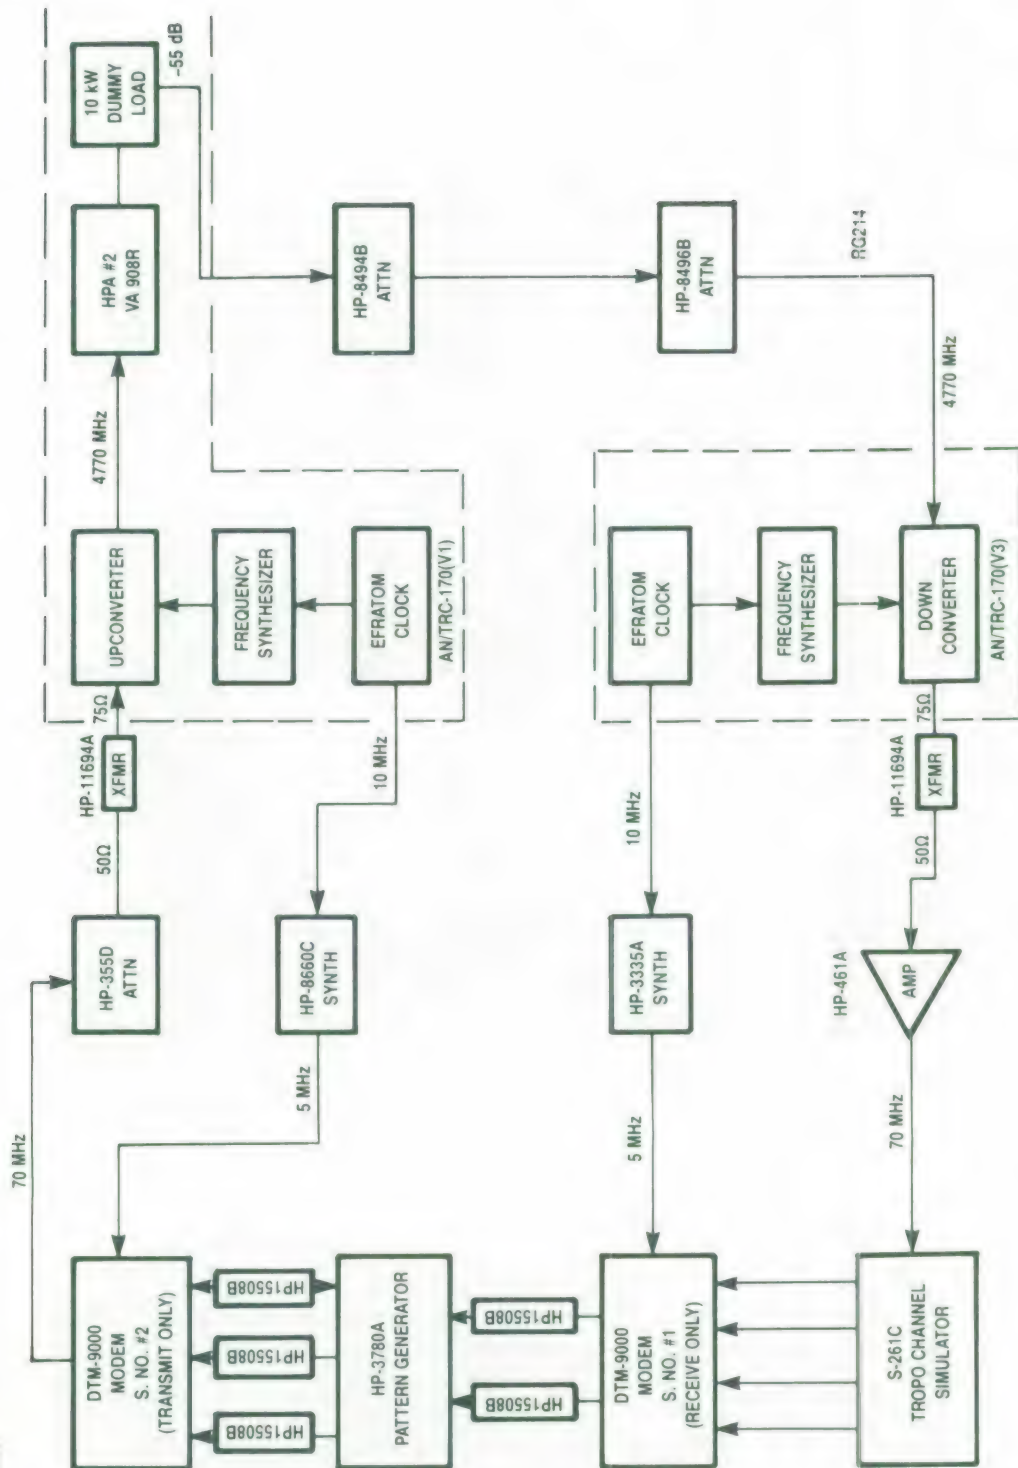 70 MHz
DTM-9000
MODEM
S. NO. #2
(TRANSMIT ONLY)
HP-355D
ATTN
50Ω
HP-11694A
XFMR
75Ω
UPCONVERTER
4770 MHz
HPA #2
VA 908R
10 kW
DUMMY
LOAD
-55 dB
FREQUENCY
SYNTHESIZER
EFRATOM
CLOCK
AN/TRC-170(V1)
10 MHz
HP-8660C
SYNTH
5 MHz
HP15508B
HP15508B
HP15508B
HP-3780A
PATTERN GENERATOR
HP15508B
HP15508B
HP-8494B
ATTN
HP-8496B
ATTN
RG214
4770 MHz
DTM-9000
MODEM
S. NO. #1
(RECEIVE ONLY)
5 MHz
HP-3335A
SYNTH
10 MHz
EFRATOM
CLOCK
FREQUENCY
SYNTHESIZER
DOWN
CONVERTER
AN/TRC-170(V3)
75Ω
HP-11694A
XFMR
50Ω
HP-461A
AMP
70 MHz
S-261C
TROPO CHANNEL
SIMULATOR